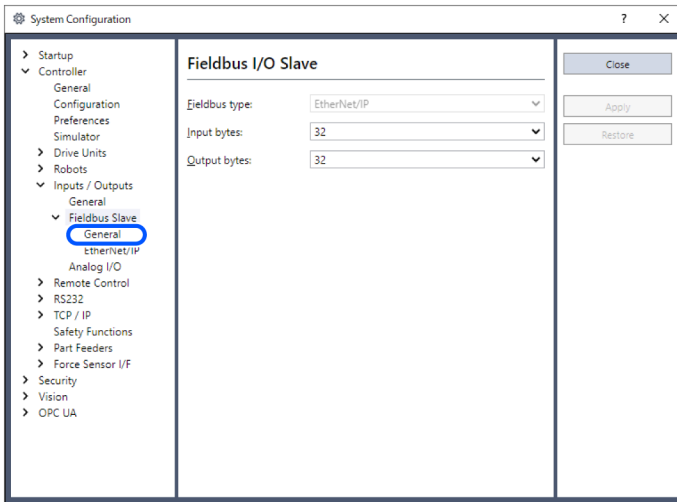 System Configuration
?
Startup
Controller
General
Configuration
Preferences
Simulator
Drive Units
Robots
Inputs / Outputs
General
Fieldbus Slave
General
EtherNet/IP
Analog I/O
Remote Control
RS232
TCP / IP
Safety Functions
Part Feeders
Force Sensor I/F
Security
Vision
OPC UA
Fieldbus I/O Slave
Fieldbus type: EtherNet/IP
Input bytes: 32
Output bytes: 32
Close
Apply
Restore